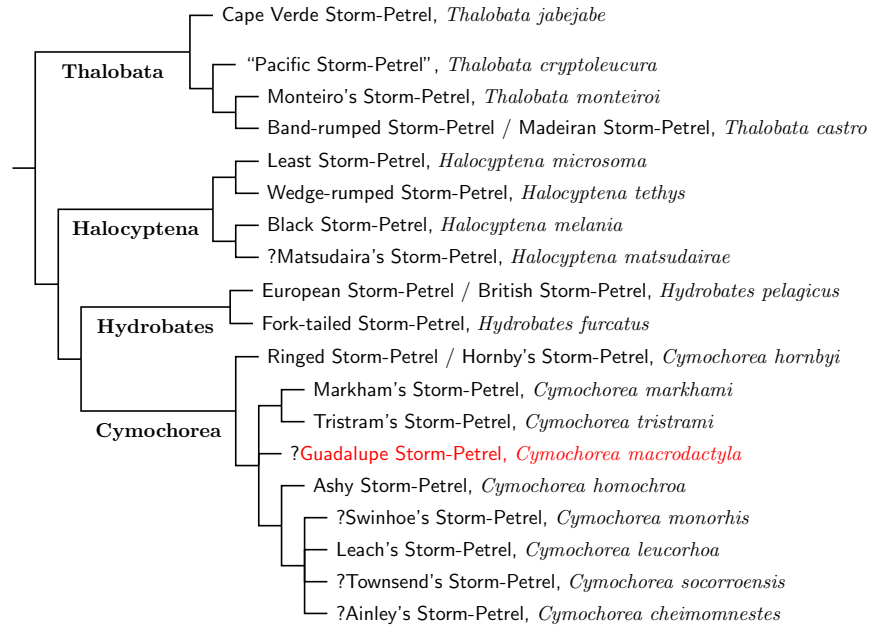 Cape Verde Storm-Petrel, Thalobata jabejabe
Thalobata
“Pacific Storm-Petrel”, Thalobata cryptoleucura
Monteiro's Storm-Petrel, Thalobata monteiroi
Band-rumped Storm-Petrel / Madeiran Storm-Petrel, Thalobata castro
Least Storm-Petrel, Halocyptena microsoma
Wedge-rumped Storm-Petrel, Halocyptena tethys
Halocyptena
Black Storm-Petrel, Halocyptena melania
?Matsudaira's Storm-Petrel, Halocyptena matsudairae
European Storm-Petrel / British Storm-Petrel, Hydrobates pelagicus
Hydrobates
Fork-tailed Storm-Petrel, Hydrobates furcatus
Ringed Storm-Petrel / Hornby's Storm-Petrel, Cymochorea hornbyi
Markham's Storm-Petrel, Cymochorea markhami
Tristram's Storm-Petrel, Cymochorea tristrami
Cymochorea
?Guadalupe Storm-Petrel, Cymochorea macrodactyla
Ashy Storm-Petrel, Cymochorea homochroa
?Swinhoe's Storm-Petrel, Cymochorea monorhis
Leach's Storm-Petrel, Cymochorea leucorhoa
?Townsend's Storm-Petrel, Cymochorea socorroensis
?Ainley's Storm-Petrel, Cymochorea cheimomnestes